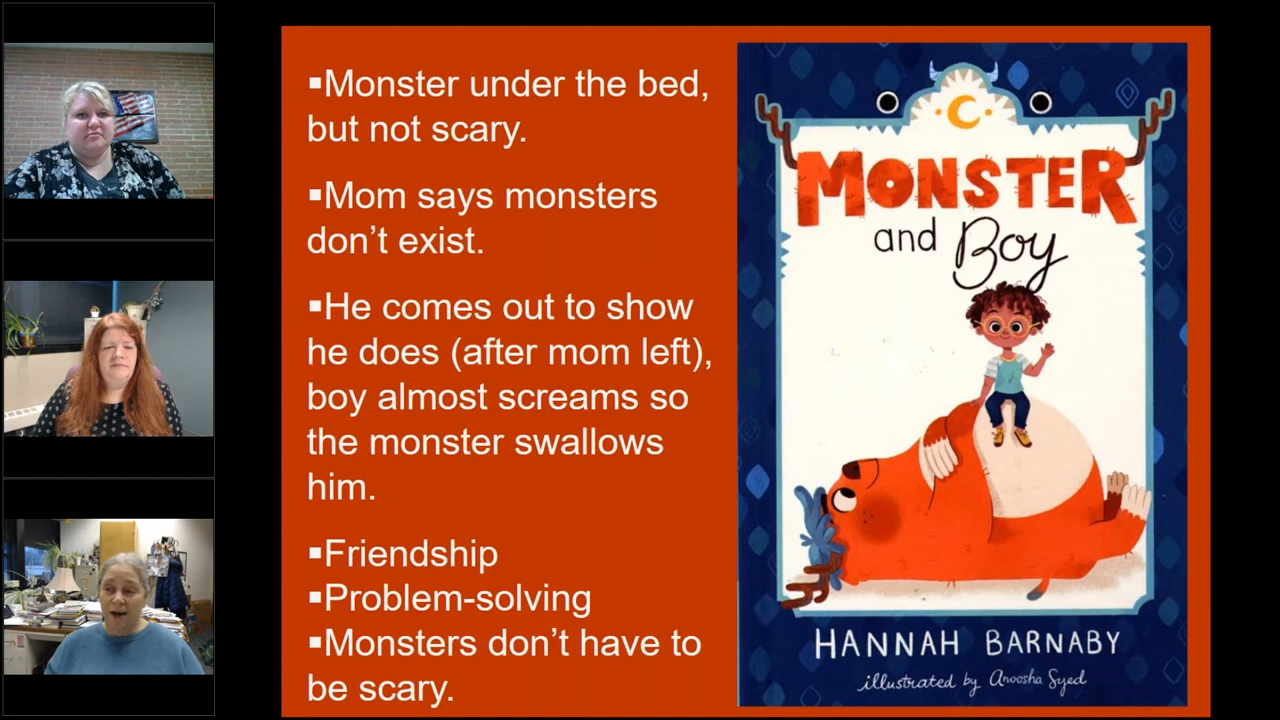 ▪Monster under the bed,
but not scary.
▪Mom says monsters
don’t exist.
▪He comes out to show
he does (after mom left),
boy almost screams so
the monster swallows
him.
▪Friendship
▪Problem-solving
▪Monsters don’t have to
be scary.
MONSTER
and Boy
HANNAH BARNABY
illustrated by Anoosha Syed